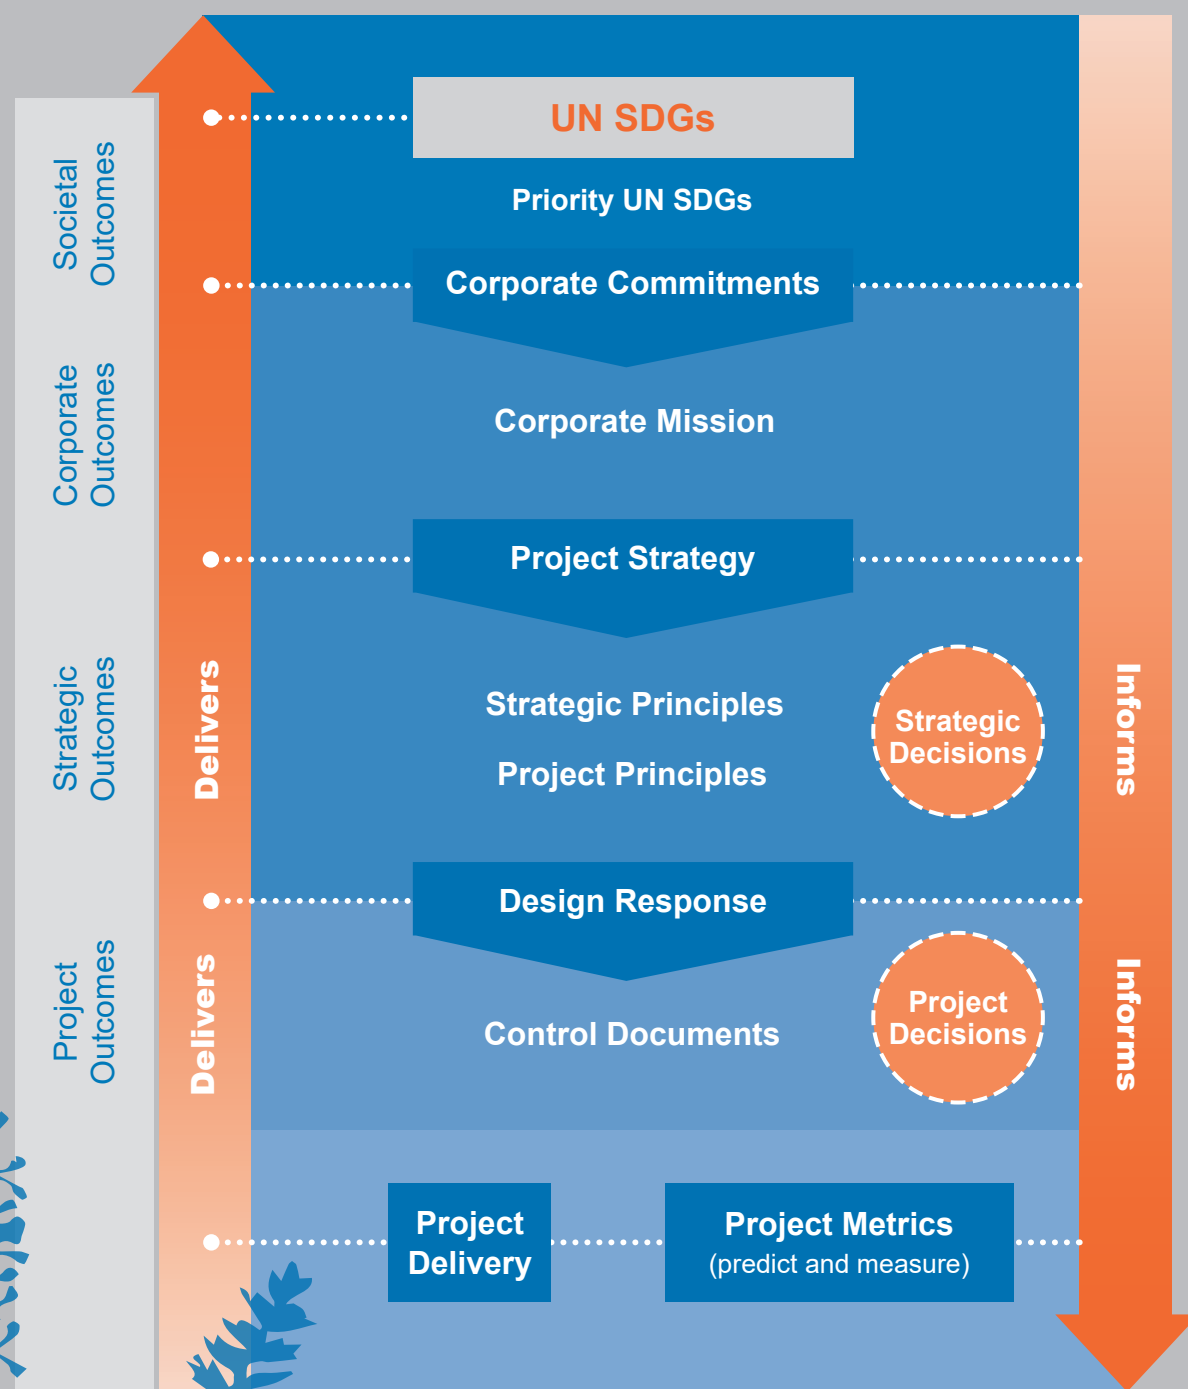 UN SDGs
Priority UN SDGs
Societal
Outcomes
Corporate Commitments
Corporate
Outcomes
Corporate Mission
Project Strategy
Strategic
Outcomes
Delivers
Strategic Principles
Project Principles
Strategic
Decisions
Informs
Design Response
Project
Outcomes
Delivers
Control Documents
Project
Decisions
Informs
Project
Delivery
Project Metrics
(predict and measure)